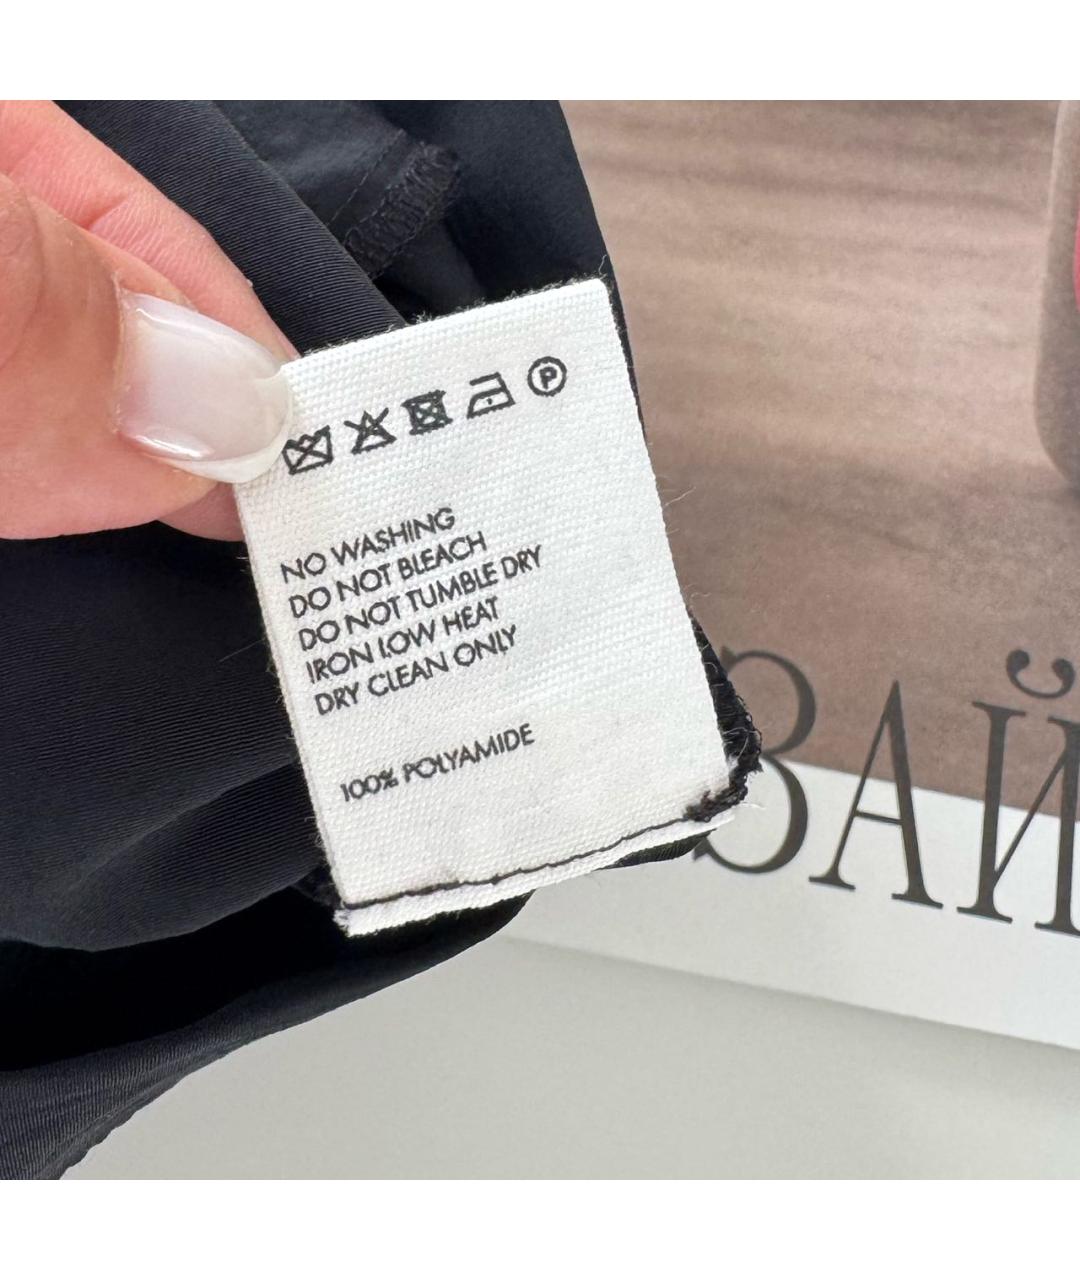 P
NO WASHING
DO NOT BLEACH
DO NOT TUMBLE DRY
IRON LOW HEAT
DRY CLEAN ONLY
100% POLYAMIDE
ЗАЙ